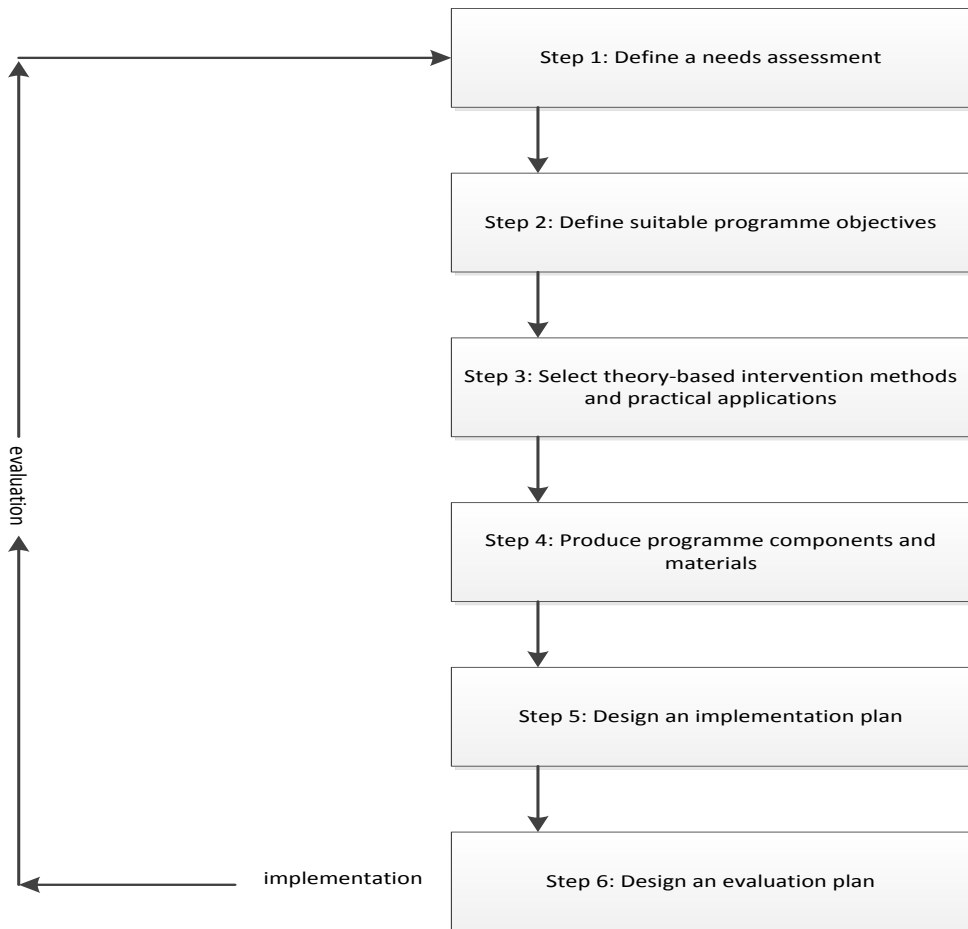 Step 1: Define a needs assessment
Step 2: Define suitable programme objectives
Step 3: Select theory-based intervention methods
and practical applications
evaluation
Step 4: Produce programme components and
materials
Step 5: Design an implementation plan
implementation
Step 6: Design an evaluation plan